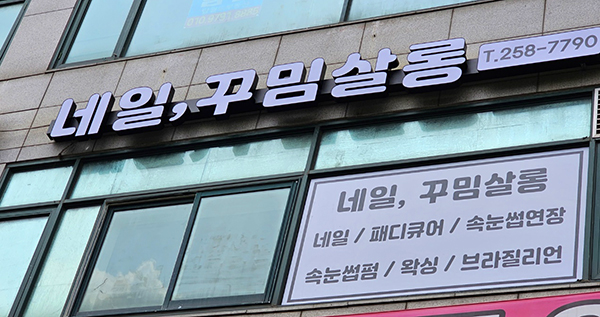 네일, 꾸밈살롱
T.258-7790
네일, 꾸밈살롱
네일 / 패디큐어 / 속눈썹연장
속눈썹펌 / 왁싱 / 브라질리언